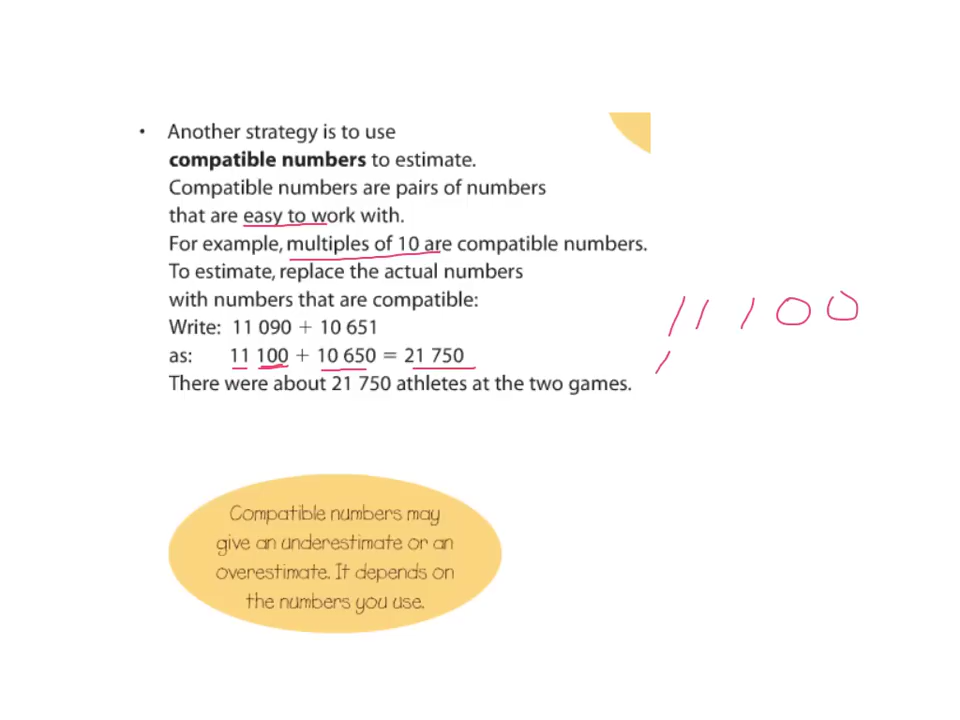 • Another strategy is to use
compatible numbers to estimate.
Compatible numbers are pairs of numbers
that are easy to work with.
For example, multiples of 10 are compatible numbers.
To estimate, replace the actual numbers
with numbers that are compatible:
Write: 11 090 + 10 651
as: 11 100 + 10 650 = 21 750
There were about 21 750 athletes at the two games.
11 100
1
Compatible numbers may
give an underestimate or an
overestimate. It depends on
the numbers you use.